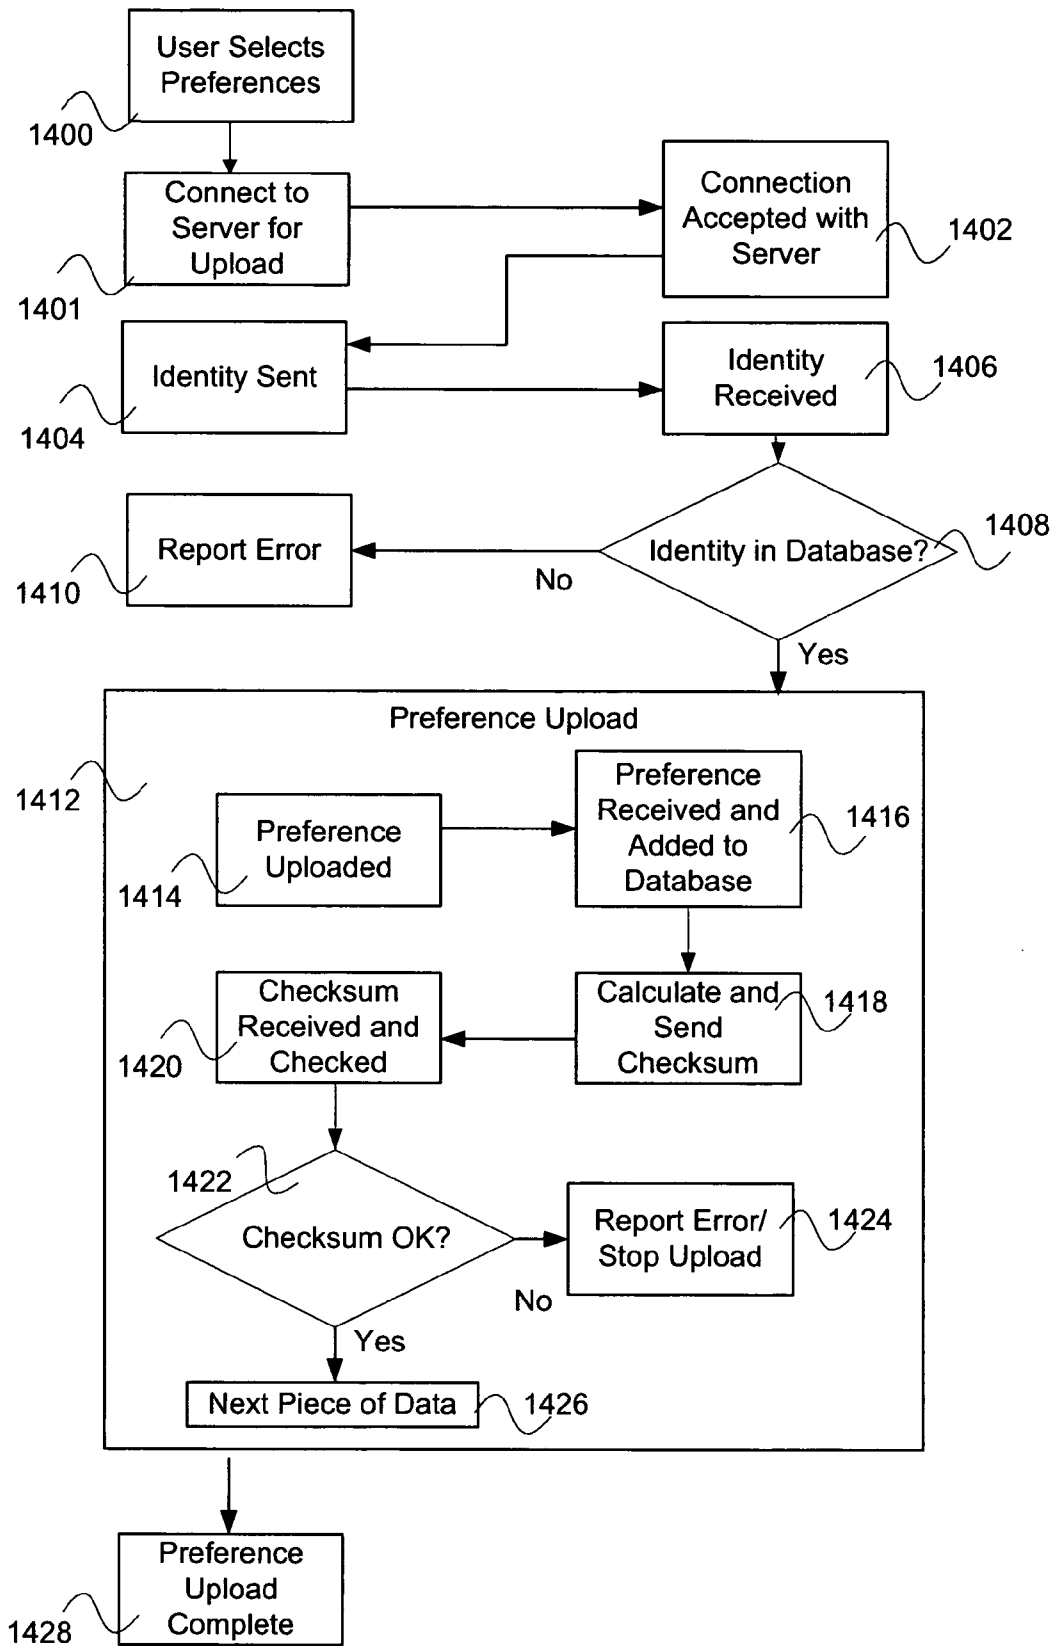 User Selects
Preferences
1400
Connect to
Server for
Upload
1401
Connection
Accepted with
Server
1402
Identity Sent
1404
Identity
Received
1406
Identity in Database?
1408
No
Report Error
1410
Yes
Preference Upload
1412
Preference
Uploaded
1414
Preference
Received and
Added to
Database
1416
Calculate and
Send
Checksum
1418
Checksum
Received and
Checked
1420
Checksum OK?
1422
No
Report Error/
Stop Upload
1424
Yes
Next Piece of Data
1426
Preference
Upload
Complete
1428